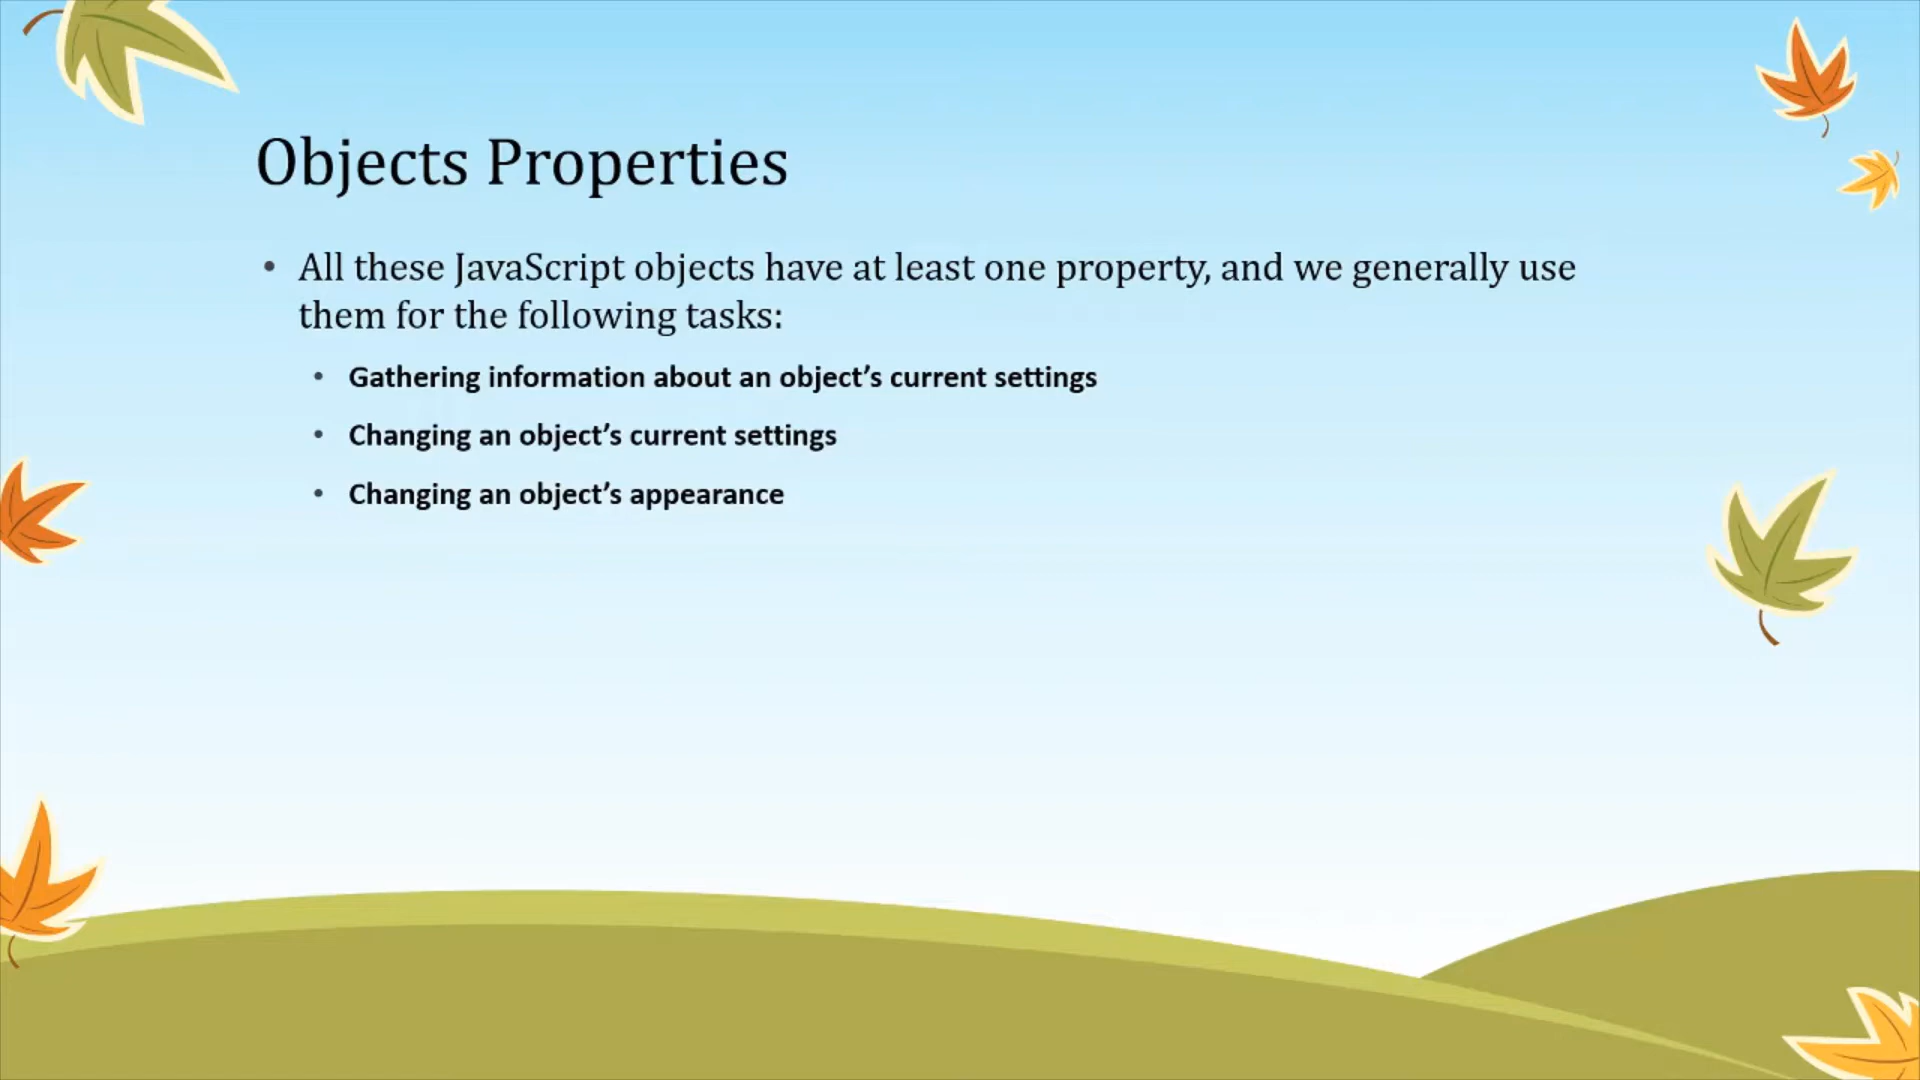 Objects Properties
• All these JavaScript objects have at least one property, and we generally use
them for the following tasks:
• Gathering information about an object’s current settings
• Changing an object’s current settings
• Changing an object’s appearance